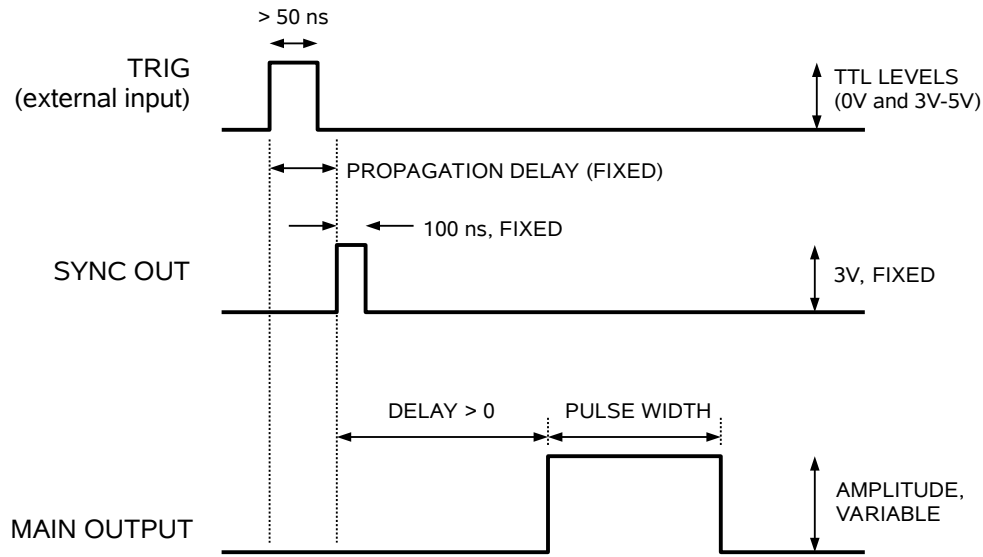 > 50 ns
TRIG
(external input)
TTL LEVELS
(0V and 3V-5V)
PROPAGATION DELAY (FIXED)
100 ns, FIXED
SYNC OUT
3V, FIXED
DELAY > 0
PULSE WIDTH
AMPLITUDE,
VARIABLE
MAIN OUTPUT